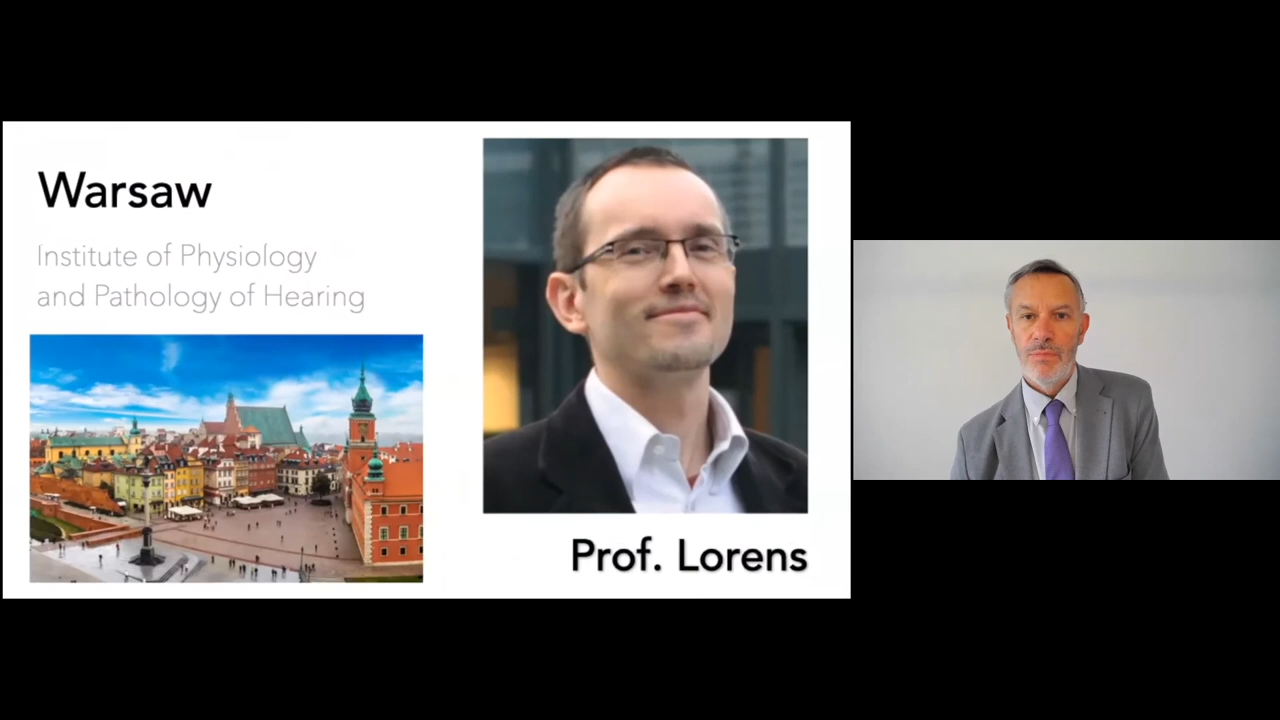 Warsaw
Institute of Physiology
and Pathology of Hearing
Prof. Lorens